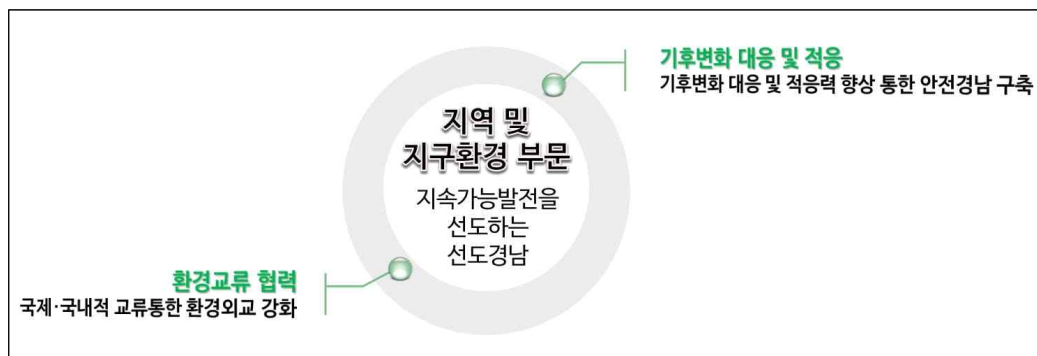 기후변화 대응 및 적응
기후변화 대응 및 적응력 향상 통한 안전경남 구축
지역 및
지구환경 부문
지속가능발전을
선도하는
선도경남
환경교류 협력
국제·국내적 교류통한 환경외교 강화